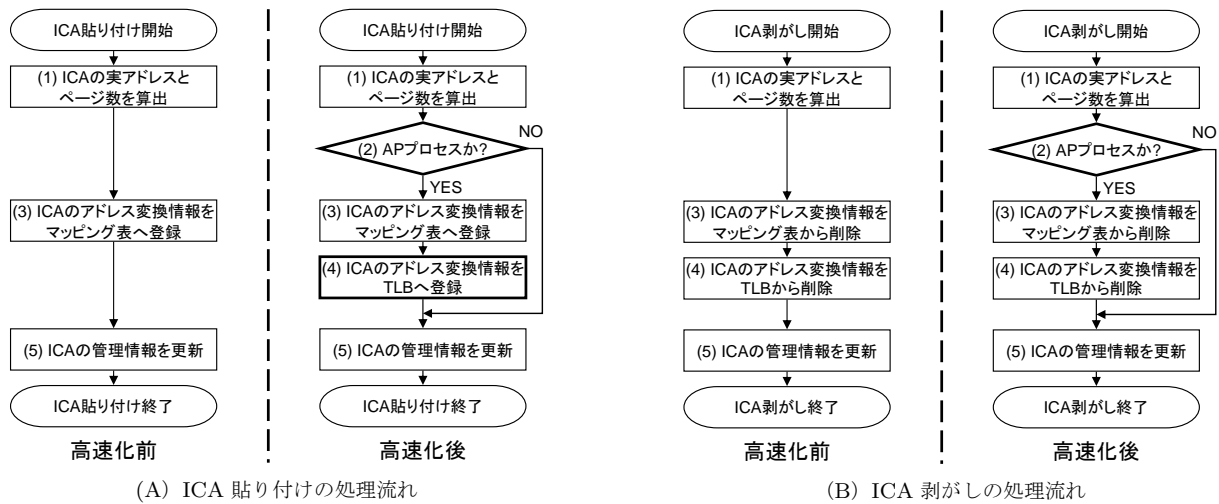 ICA貼り付け開始
(1) ICAの実アドレスと
ページ数を算出
(3) ICAのアドレス変換情報を
マッピング表へ登録
(5) ICAの管理情報を更新
ICA貼り付け終了
高速化前
ICA貼り付け開始
(1) ICAの実アドレスと
ページ数を算出
NO
(2) APプロセスか?
YES
(3) ICAのアドレス変換情報を
マッピング表へ登録
(4) ICAのアドレス変換情報を
TLBへ登録
(5) ICAの管理情報を更新
ICA貼り付け終了
高速化後
(A) ICA 貼り付けの処理流れ
ICA剥がし開始
(1) ICAの実アドレスと
ページ数を算出
(3) ICAのアドレス変換情報を
マッピング表から削除
(4) ICAのアドレス変換情報を
TLBから削除
(5) ICAの管理情報を更新
ICA剥がし終了
高速化前
ICA剥がし開始
(1) ICAの実アドレスと
ページ数を算出
NO
(2) APプロセスか?
YES
(3) ICAのアドレス変換情報を
マッピング表から削除
(4) ICAのアドレス変換情報を
TLBから削除
(5) ICAの管理情報を更新
ICA剥がし終了
高速化後
(B) ICA 剥がしの処理流れ